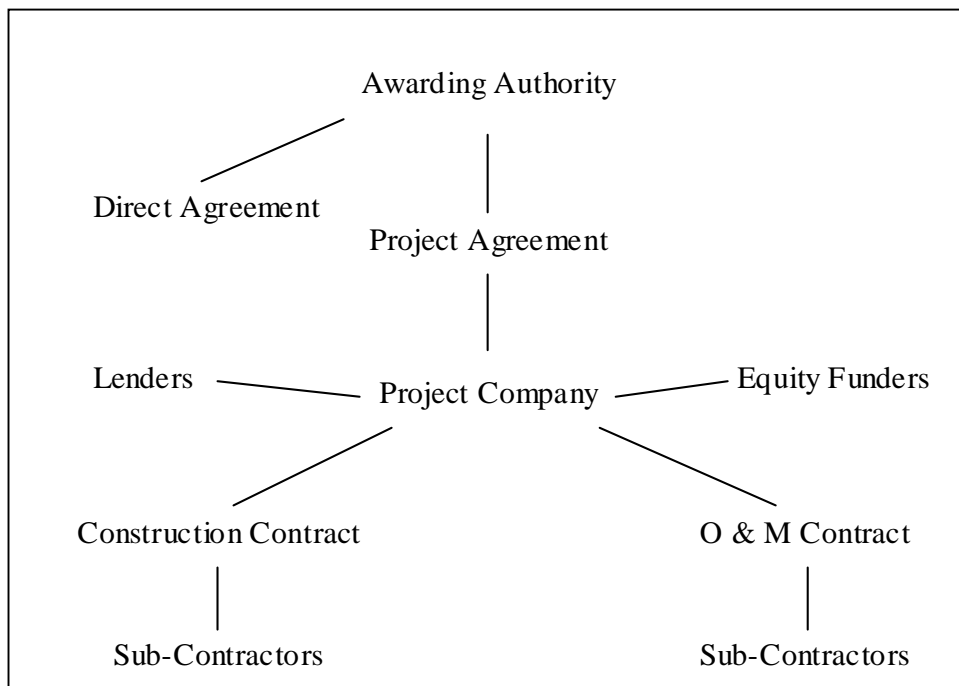 Awarding Authority
Direct Agreement
Project Agreement
Lenders
Project Company
Equity Funders
Construction Contract
O & M Contract
Sub-Contractors
Sub-Contractors